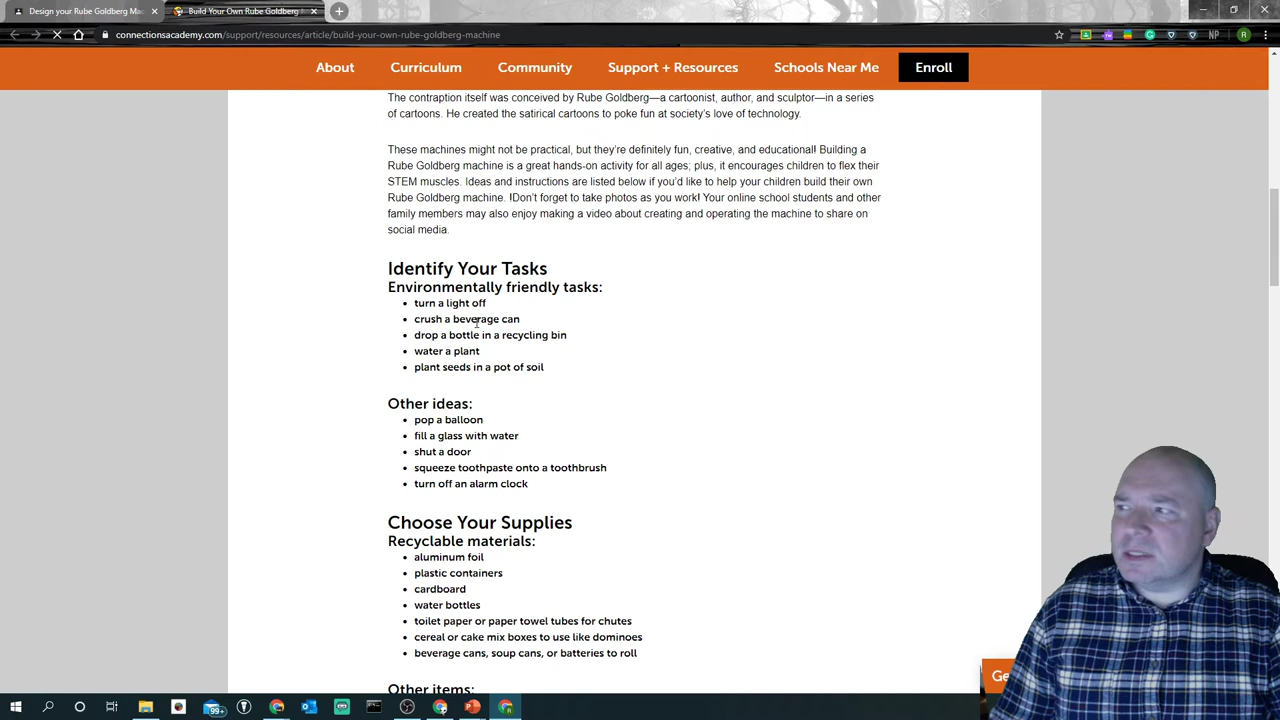 Design your Rube Goldberg Ma
Build Your Own Rube Goldberg
connectionsacademy.com/support/resources/article/build-your-own-rube-goldberg-machine
NP
R
About Curriculum Community Support + Resources Schools Near Me Enroll
The contraption itself was conceived by Rube Goldberg—a cartoonist, author, and sculptor—in a series
of cartoons. He created the satirical cartoons to poke fun at society's love of technology.
These machines might not be practical, but they're definitely fun, creative, and educational! Building a
Rube Goldberg machine is a great hands-on activity for all ages; plus, it encourages children to flex their
STEM muscles. Ideas and instructions are listed below if you'd like to help your children build their own
Rube Goldberg machine. !Don't forget to take photos as you work! Your online school students and other
family members may also enjoy making a video about creating and operating the machine to share on
social media.
Identify Your Tasks
Environmentally friendly tasks:
turn a light off
crush a beverage can
drop a bottle in a recycling bin
water a plant
plant seeds in a pot of soil
Other ideas:
pop a balloon
fill a glass with water
shut a door
squeeze toothpaste onto a toothbrush
turn off an alarm clock
Choose Your Supplies
Recyclable materials:
aluminum foil
plastic containers
cardboard
water bottles
toilet paper or paper towel tubes for chutes
cereal or cake mix boxes to use like dominoes
beverage cans, soup cans, or batteries to roll
Ge
Other items:
99+